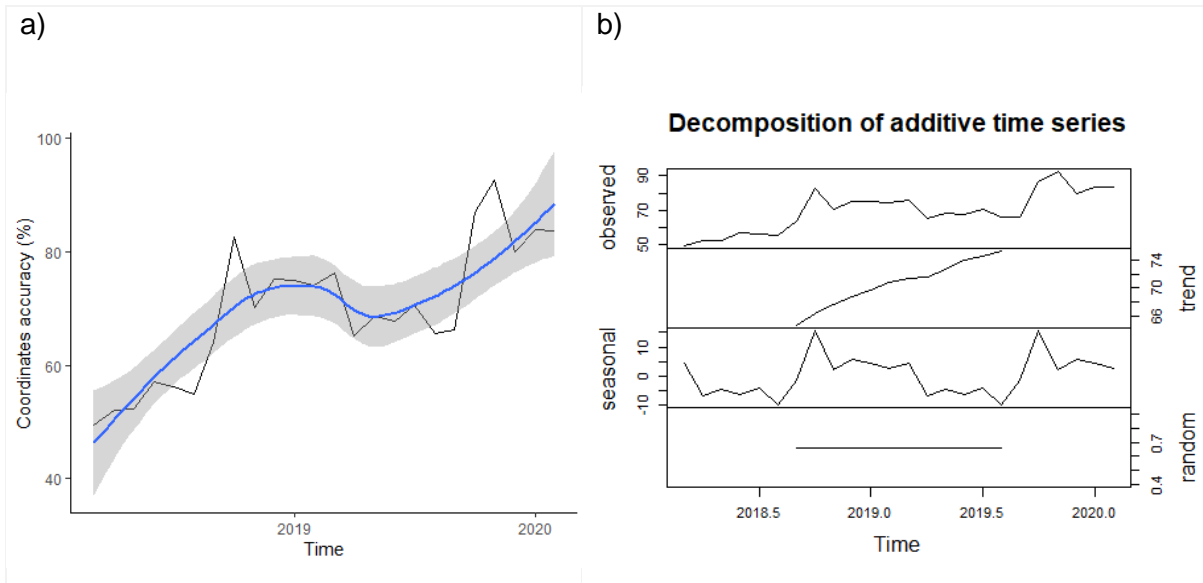 a)
Coordinates accuracy (%)
100
80
60
40
2019
2020
Time
b)
Decomposition of additive time series
observed
90
70
50
trend
74
70
66
seasonal
10
0
-10
random
0.7
0.4
2018.5
2019.0
2019.5
2020.0
Time